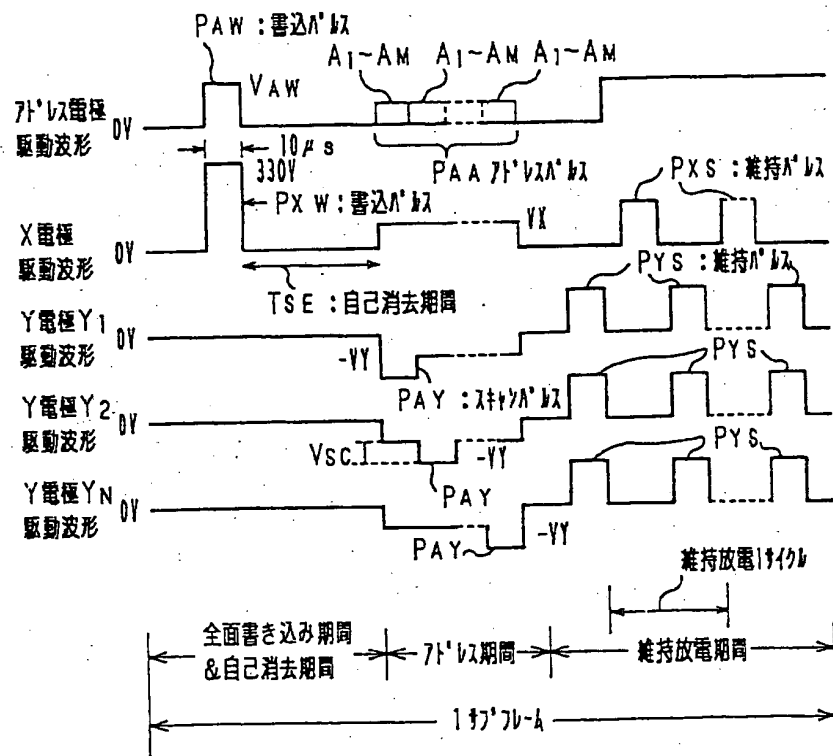 PAW：書込パルス
A1~AM A1~AM A1~AM
VAW
アドレス電極
駆動波形
0V
10μs
PAA アドレスパルス
330V
PXW：書込パルス
PXS：維持パルス
X電極
駆動波形
0V
VX
TSE：自己消去期間
PYS：維持パルス
Y電極Y1
駆動波形
0V
-VY
PAY：スキャンパルス
PYS
Y電極Y2
駆動波形
0V
VSC
-VY
PAY
PYS
Y電極YN
駆動波形
0V
PAY
-VY
維持放電1サイクル
全面書き込み期間
&自己消去期間
アドレス期間
維持放電期間
1サブフレーム